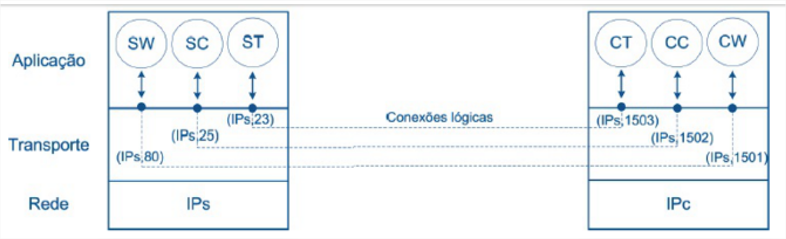 Aplicação
SW SC ST
CT CC CW
(IPs,23)
Conexões lógicas
(IPs,1503)
(IPs,25)
(IPs,1502)
Transporte
(IPs,80)
(IPs,1501)
Rede
IPs
IPc